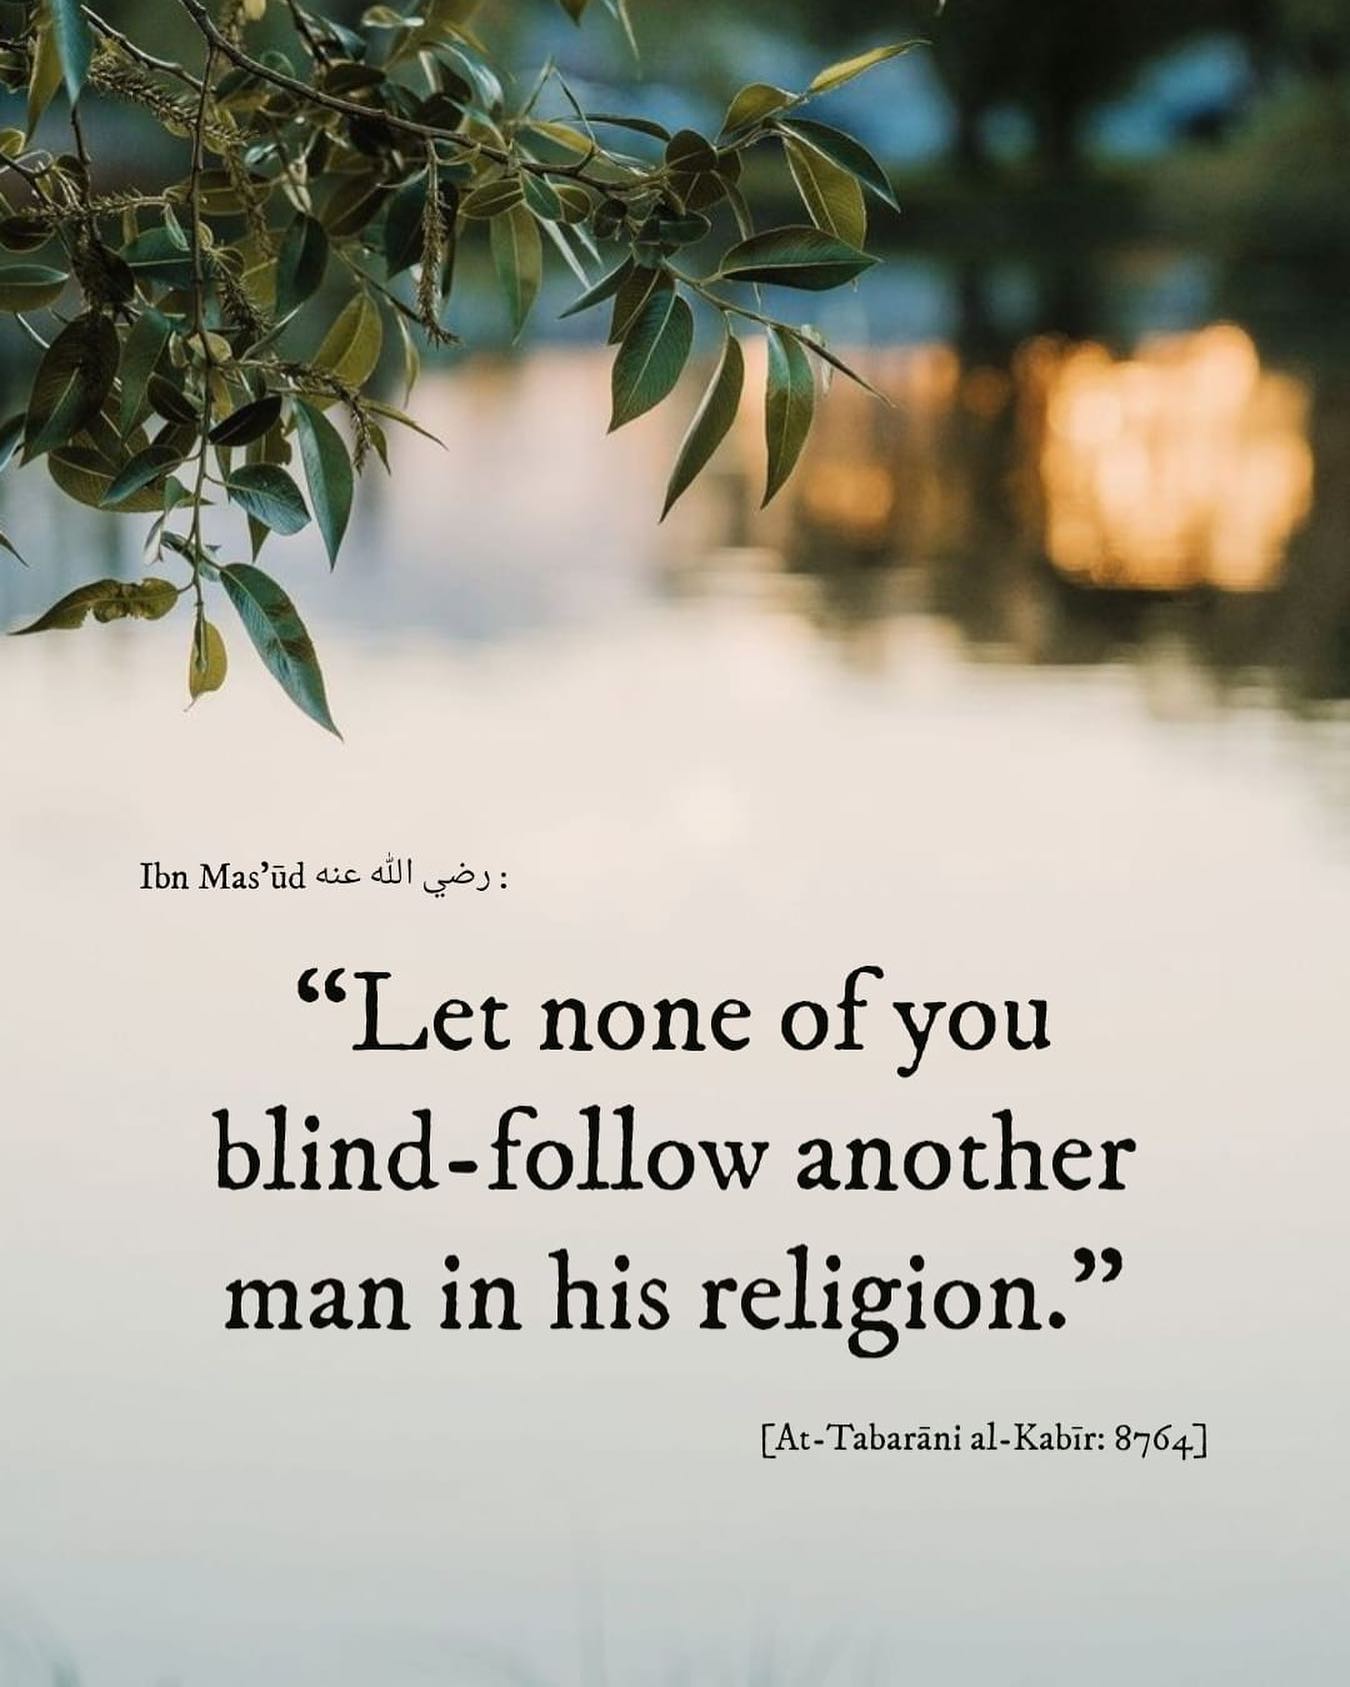 Ibn Mas’ūd رضي الله عنه :
“Let none of you
blind-follow another
man in his religion.”
[At-Tabarāni al-Kabīr: 8764]